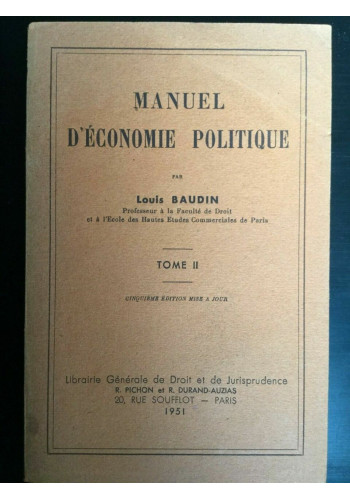 MANUEL
D'ÉCONOMIE POLITIQUE
PAR
Louis BAUDIN
Professeur à la Faculté de Droit
et à l'Ecole des Hautes Etudes Commerciales de Paris
TOME II
CINQUIÈME ÉDITION MISE A JOUR
Librairie Générale de Droit et de Jurisprudence
R. PICHON et R. DURAND-AUZIAS
20, RUE SOUFFLOT — PARIS
1951